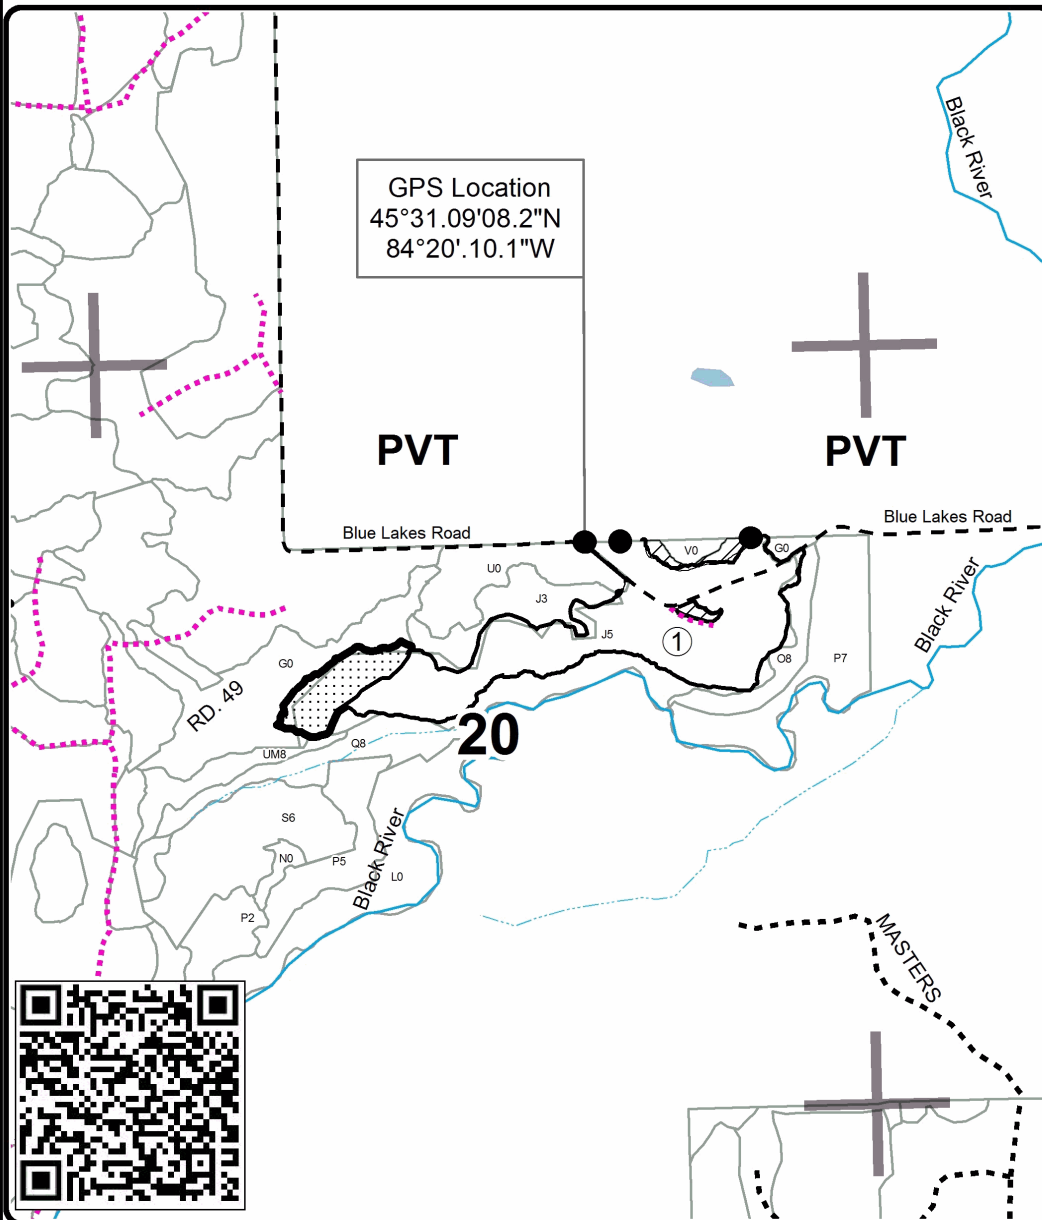 Black River
GPS Location
45°31.09'08.2"N
84°20'.10.1"W
PVT
PVT
Blue Lakes Road
Blue Lakes Road
V0
G0
U0
J3
J5
1
O8
P7
Black River
G0
RD. 49
20
Q8
UM8
S6
N0
P5
L0
Black River
P2
MASTERS